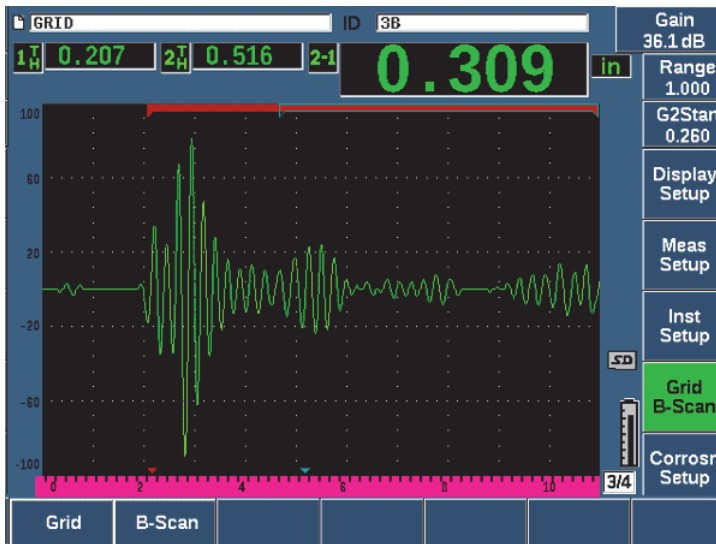 GRID ID 3B
1TH 0.207 2TH 0.516 2-1 0.309 in
Gain
36.1 dB
Range
1.000
G2Star
0.260
Display
Setup
Meas
Setup
Inst
Setup
Grid
B-Scan
Corrosn
Setup
100
60
20
-20
-60
-100
0 2 4 6 8 10
SD
3/4
Grid B-Scan